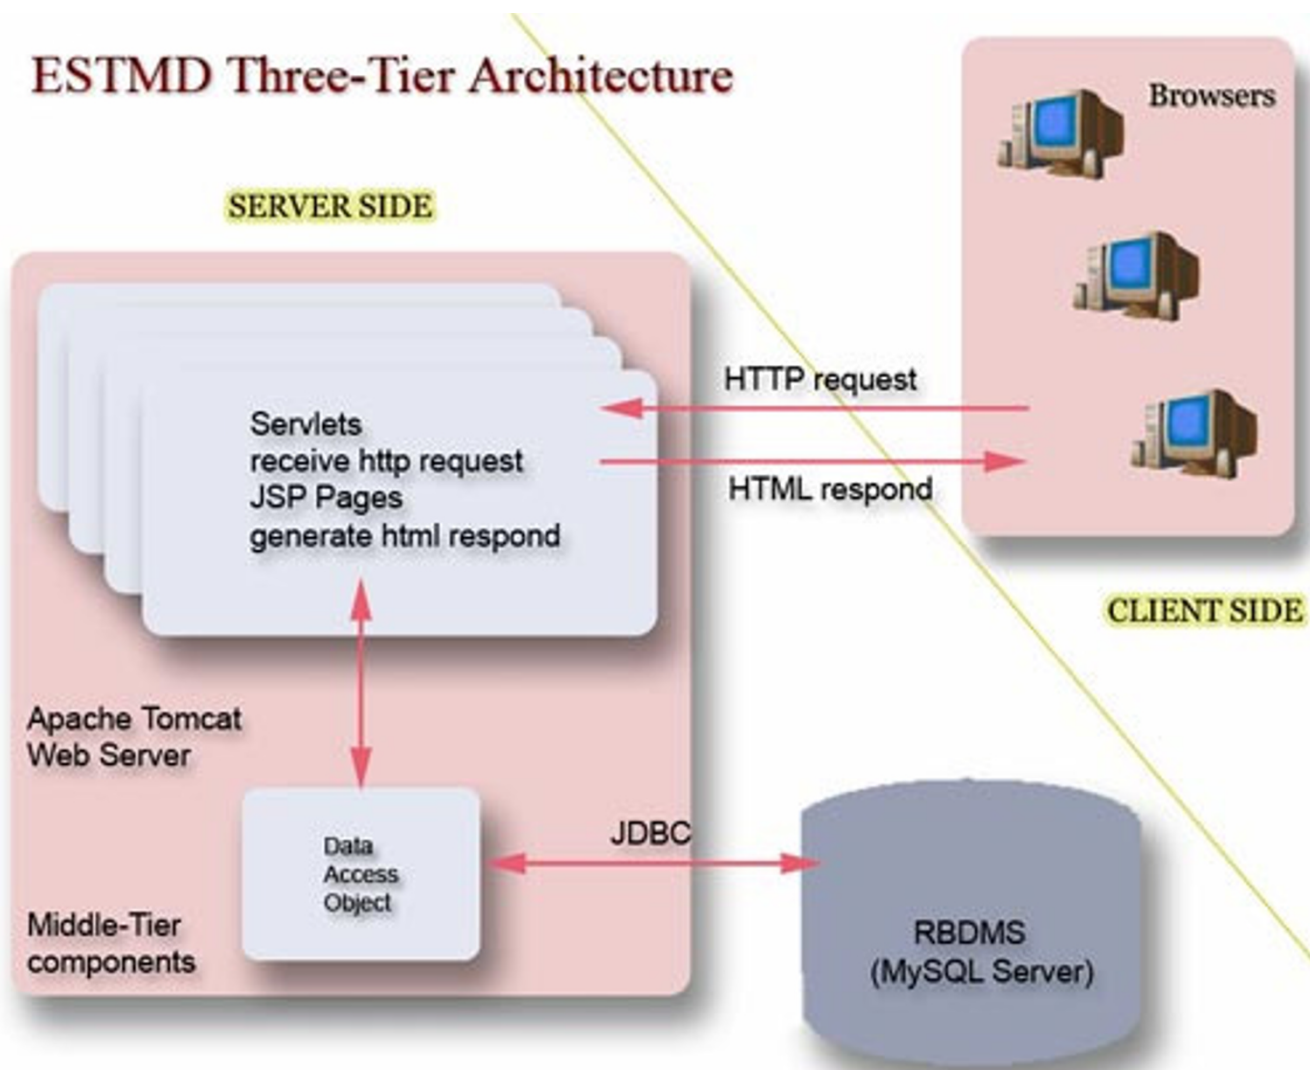 ESTMD Three-Tier Architecture
Browsers
SERVER SIDE
HTTP request
Servlets
receive http request
JSP Pages
generate html respond
HTML respond
CLIENT SIDE
Apache Tomcat
Web Server
JDBC
Data
Access
Object
Middle-Tier
components
RBDMS
(MySQL Server)